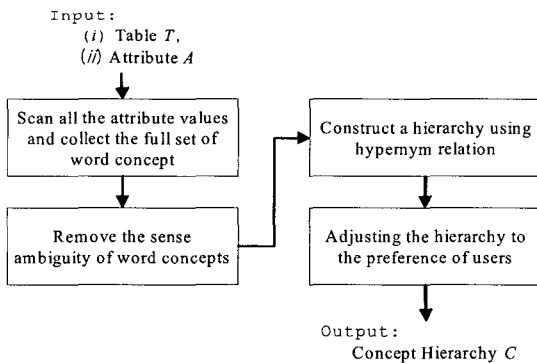 Input:
(i) Table T,
(ii) Attribute A
Scan all the attribute values
and collect the full set of
word concept
Remove the sense
ambiguity of word concepts
Construct a hierarchy using
hypernym relation
Adjusting the hierarchy to
the preference of users
Output:
Concept Hierarchy C